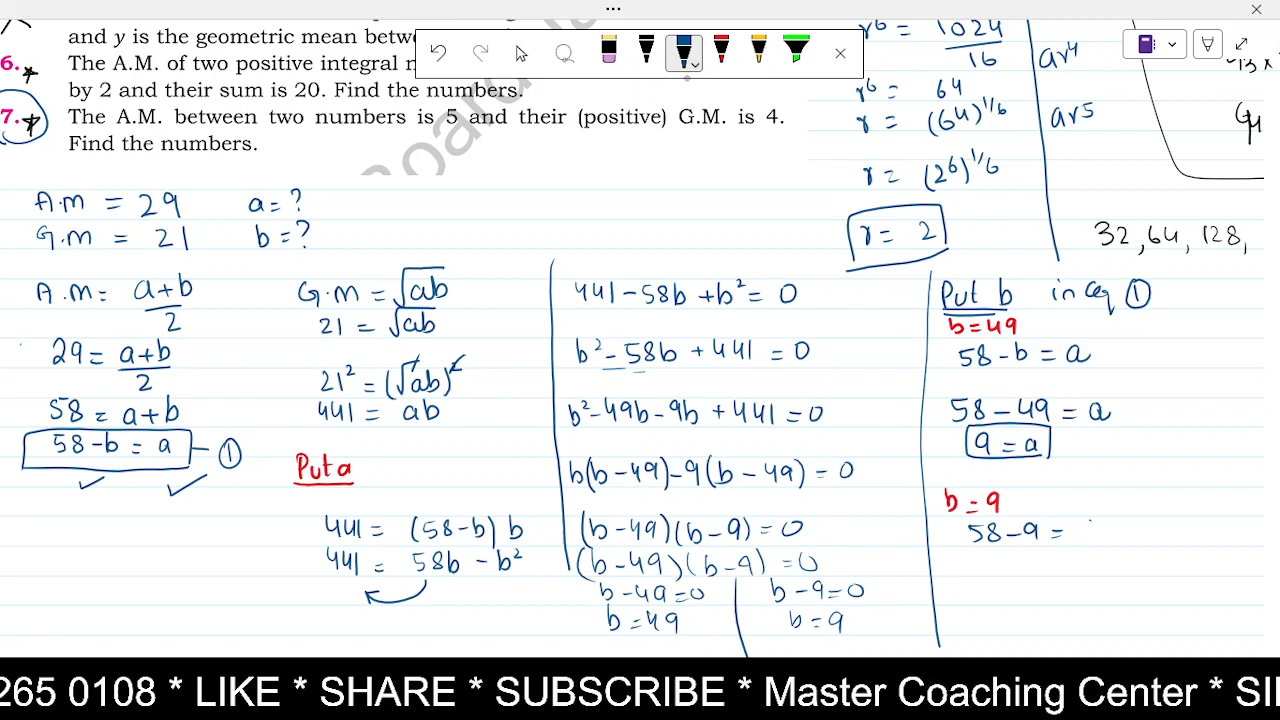 and y is the geometric mean betwe
6. The A.M. of two positive integral n
by 2 and their sum is 20. Find the numbers.
7. The A.M. between two numbers is 5 and their (positive) G.M. is 4.
Find the numbers.
Board
A.M = 29 a = ?
G.M = 21 b = ?
A.M = a+b/2
29 = a+b/2
58 = a+b
58-b = a — ①
G.M = √ab
21 = √ab
21² = (√ab)²
441 = ab
Put a
441 = (58-b) b
441 = 58b - b²
441 - 58b + b² = 0
b² - 58b + 441 = 0
b² - 49b - 9b + 441 = 0
b(b-49) - 9(b-49) = 0
(b-49)(b-9) = 0
(b-49)(b-9) = 0
b-49=0 b-9=0
b=49 b=9
r⁶ = 1024/16
r⁶ = 64
r = (64)^1/6
r = (2⁶)^1/6
r = 2
ar⁴
ar⁵
32, 64, 128,
Put b in eq ①
b=49
58-b = a
58-49 = a
9 = a
b = 9
58-9 =
265 0108 * LIKE * SHARE * SUBSCRIBE * Master Coaching Center * SI